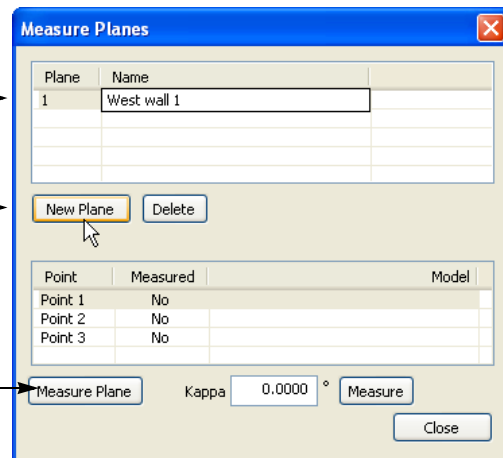 Measure Planes
Plane Name
1 West wall 1
New Plane Delete
Point Measured Model
Point 1 No
Point 2 No
Point 3 No
Measure Plane Kappa 0.0000 ° Measure
Close